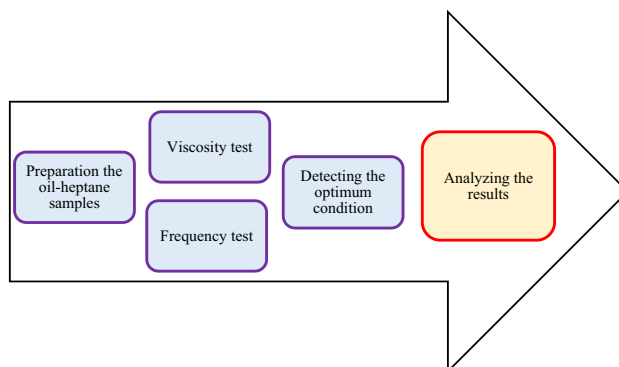 Preparation the
oil-heptane
samples
Viscosity test
Frequency test
Detecting the
optimum
condition
Analyzing the
results